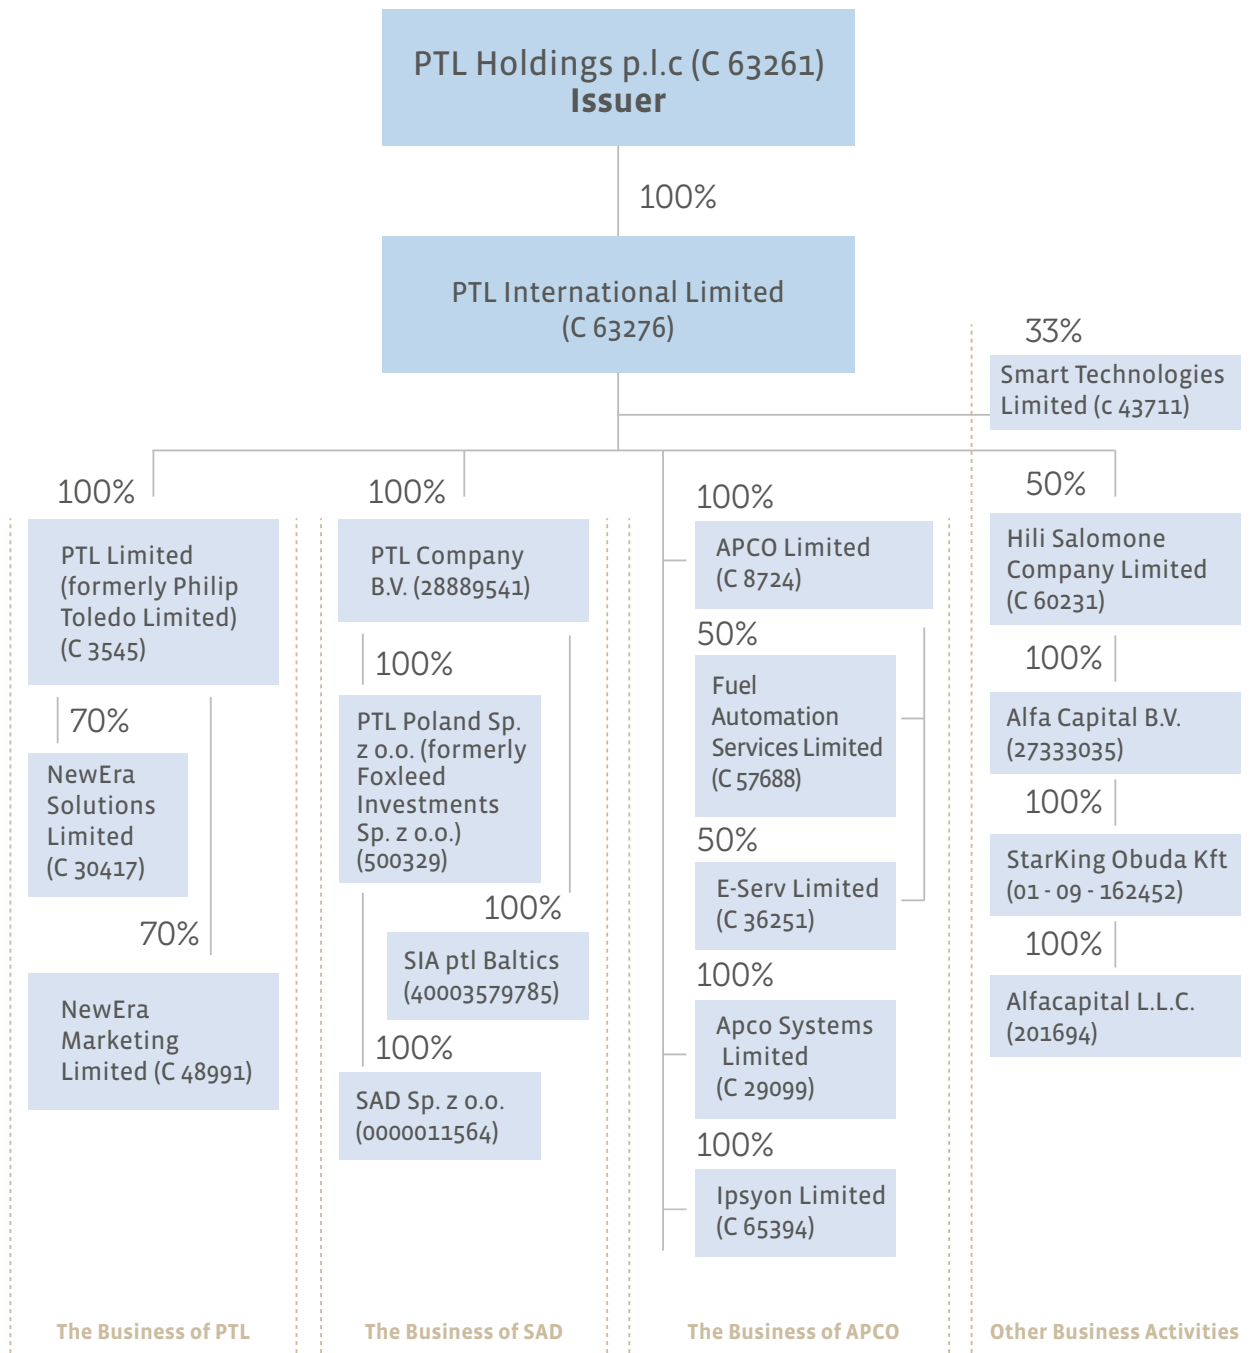 PTL Holdings p.l.c (C 63261)
Issuer
100%
PTL International Limited
(C 63276)
33%
Smart Technologies
Limited (c 43711)
100%
PTL Limited
(formerly Philip
Toledo Limited)
(C 3545)
70%
NewEra
Solutions
Limited
(C 30417)
70%
NewEra
Marketing
Limited (C 48991)
The Business of PTL
100%
PTL Company
B.V. (28889541)
100%
PTL Poland Sp.
z o.o. (formerly
Foxleed
Investments
Sp. z o.o.)
(500329)
100%
SIA ptl Baltics
(40003579785)
100%
SAD Sp. z o.o.
(0000011564)
The Business of SAD
100%
APCO Limited
(C 8724)
50%
Fuel
Automation
Services Limited
(C 57688)
50%
E-Serv Limited
(C 36251)
100%
Apco Systems
Limited
(C 29099)
100%
Ipsyon Limited
(C 65394)
The Business of APCO
50%
Hili Salomone
Company Limited
(C 60231)
100%
Alfa Capital B.V.
(27333035)
100%
StarKing Obuda Kft
(01 - 09 - 162452)
100%
Alfacapital L.L.C.
(201694)
Other Business Activities